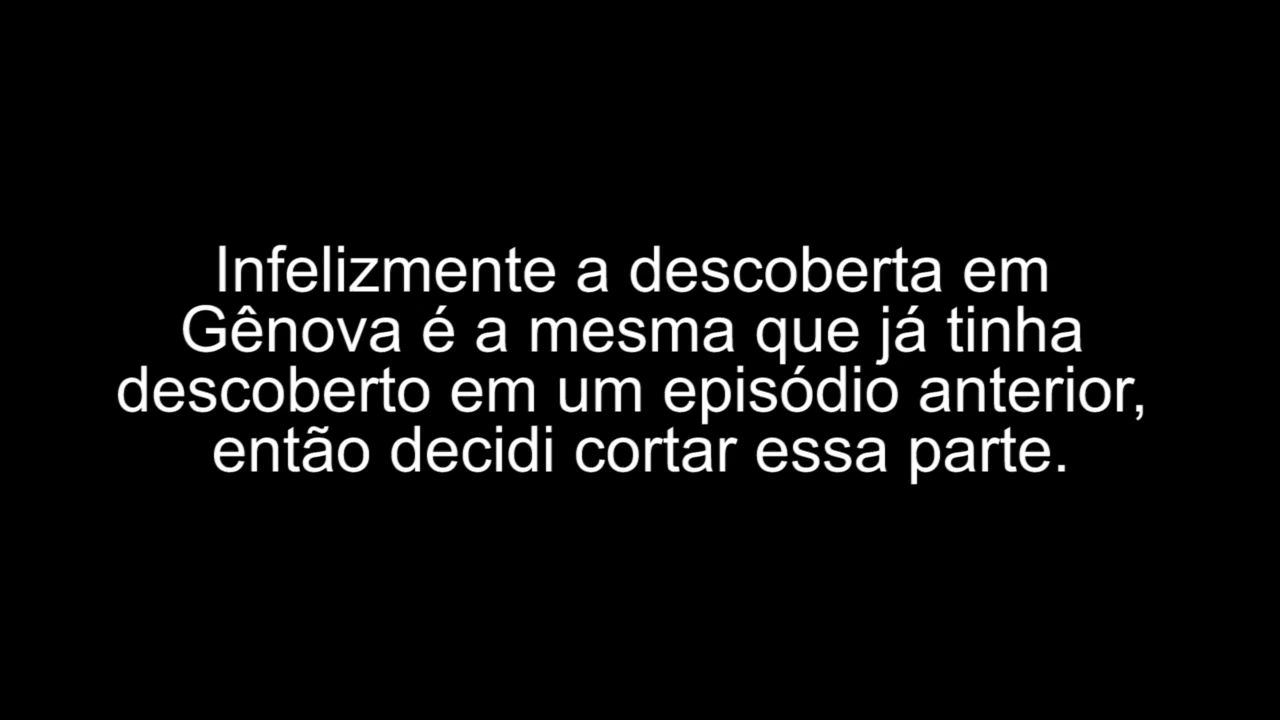 Infelizmente a descoberta em
Gênova é a mesma que já tinha
descoberto em um episódio anterior,
então decidi cortar essa parte.